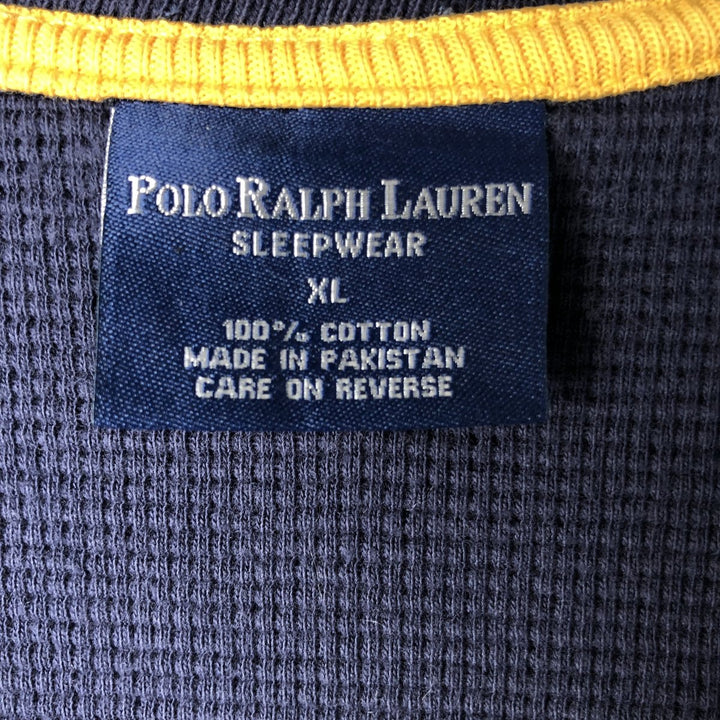 POLO RALPH LAUREN
SLEEPWEAR
XL
100% COTTON
MADE IN PAKISTAN
CARE ON REVERSE